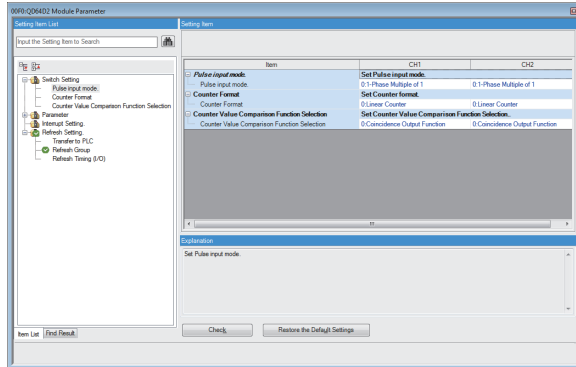 00F0:QD64D2 Module Parameter
Setting Item List
Setting Item
Input the Setting Item to Search
Switch Setting
Pulse input mode.
Counter Format
Counter Value Comparison Function Selection
Parameter
Interrupt Setting.
Refresh Setting.
Transfer to PLC
Refresh Group
Refresh Timing (I/O)
Item List Find Result
Item CH1 CH2
Pulse input mode. Set Pulse input mode.
Pulse input mode. 0:1-Phase Multiple of 1 0:1-Phase Multiple of 1
Counter Format Set Counter format.
Counter Format 0:Linear Counter 0:Linear Counter
Counter Value Comparison Function Selection Set Counter Value Comparison Function Selection..
Counter Value Comparison Function Selection 0:Coincidence Output Function 0:Coincidence Output Function
Explanation
Set Pulse input mode.
Check Restore the Default Settings